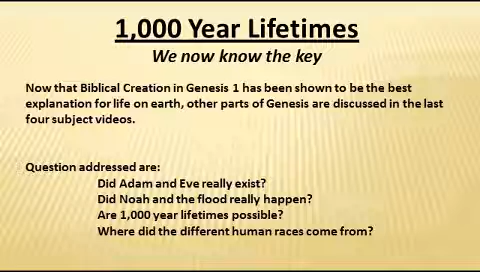 1,000 Year Lifetimes
We now know the key
Now that Biblical Creation in Genesis 1 has been shown to be the best
explanation for life on earth, other parts of Genesis are discussed in the last
four subject videos.
Question addressed are:
Did Adam and Eve really exist?
Did Noah and the flood really happen?
Are 1,000 year lifetimes possible?
Where did the different human races come from?